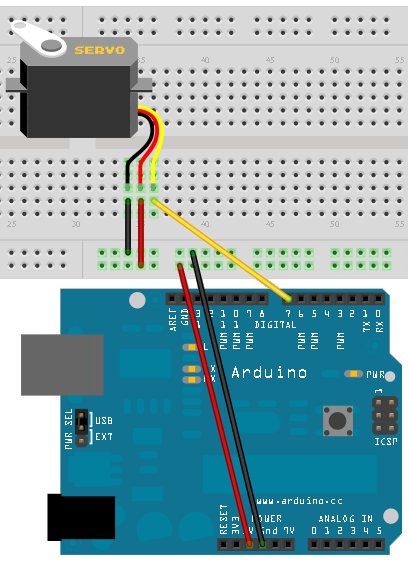 SERVO
25
40
45
50
55
25
30
40
45
50
55
AREF
GND
13
12
11
10
9
8
7
6
5
4
3
2
1
0
PWM
PWM
PWM
PWM
PWM
PWM
TX
RX
DIGITAL
L
TX
RX
Arduino
PWR
1
ICSP
PWR SEL
USB
EXT
www.arduino.cc
POWER
RESET
3V3
5V
Gnd
9V
ANALOG IN
0 1 2 3 4 5